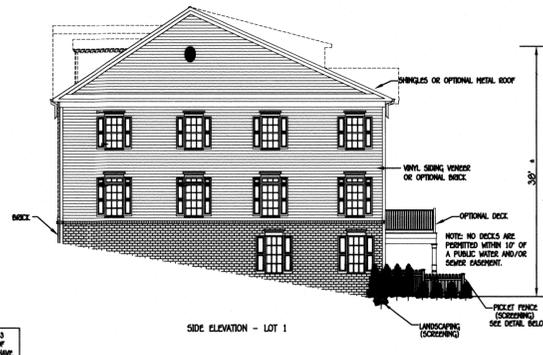 SHINGLES OR OPTIONAL METAL ROOF
VINYL SIDING VENEER
OR OPTIONAL BRICK
38' ±
BRICK
OPTIONAL DECK
NOTE: NO DECKS ARE
PERMITTED WITHIN 10' OF
A PUBLIC WATER AND/OR
SEWER EASEMENT.
PICKET FENCE
(SCREENING)
SEE DETAIL BELO
LANDSCAPING
(SCREENING)
SIDE ELEVATION - LOT 1